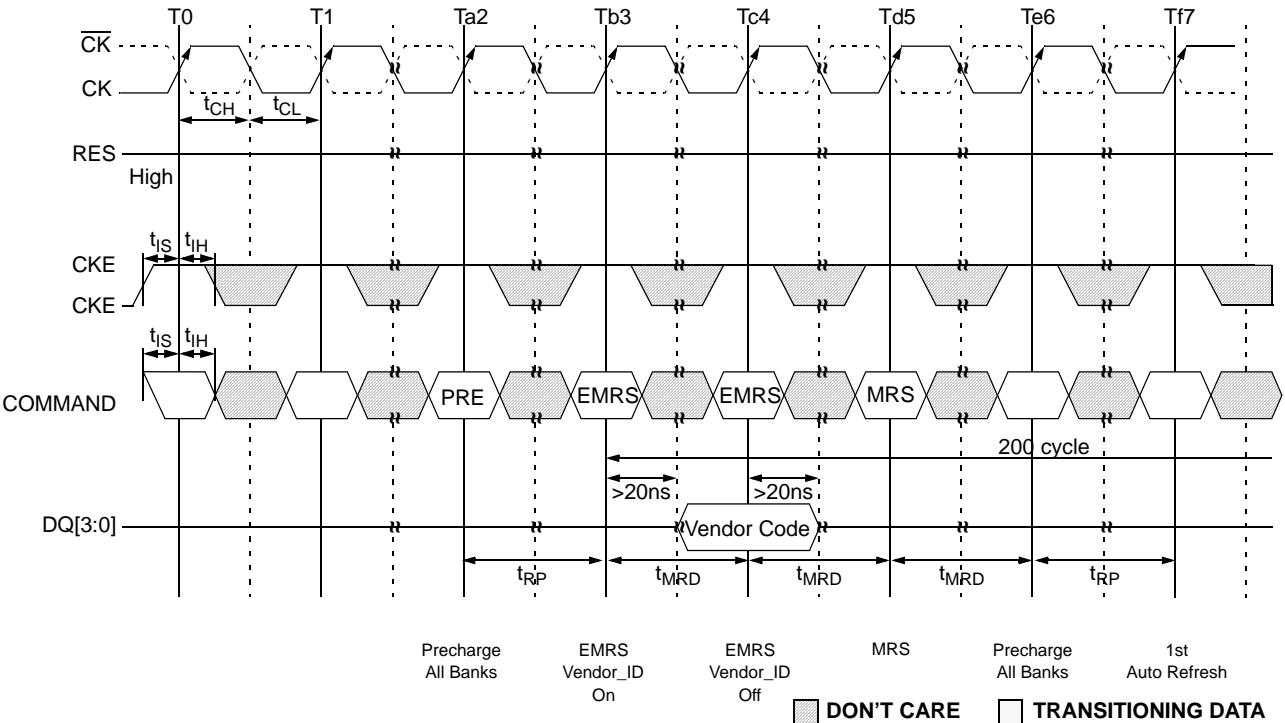 T0 T1 Ta2 Tb3 Tc4 Td5 Te6 Tf7
CK
CK
tCH tCL
RES
High
tIS tIH
CKE
CKE
tIS tIH
COMMAND PRE EMRS EMRS MRS
200 cycle
>20ns >20ns
DQ[3:0] Vendor Code
tRP tMRD tMRD tMRD tRP
Precharge All Banks
EMRS Vendor_ID On
EMRS Vendor_ID Off
MRS
Precharge All Banks
1st Auto Refresh
DON'T CARE TRANSITIONING DATA